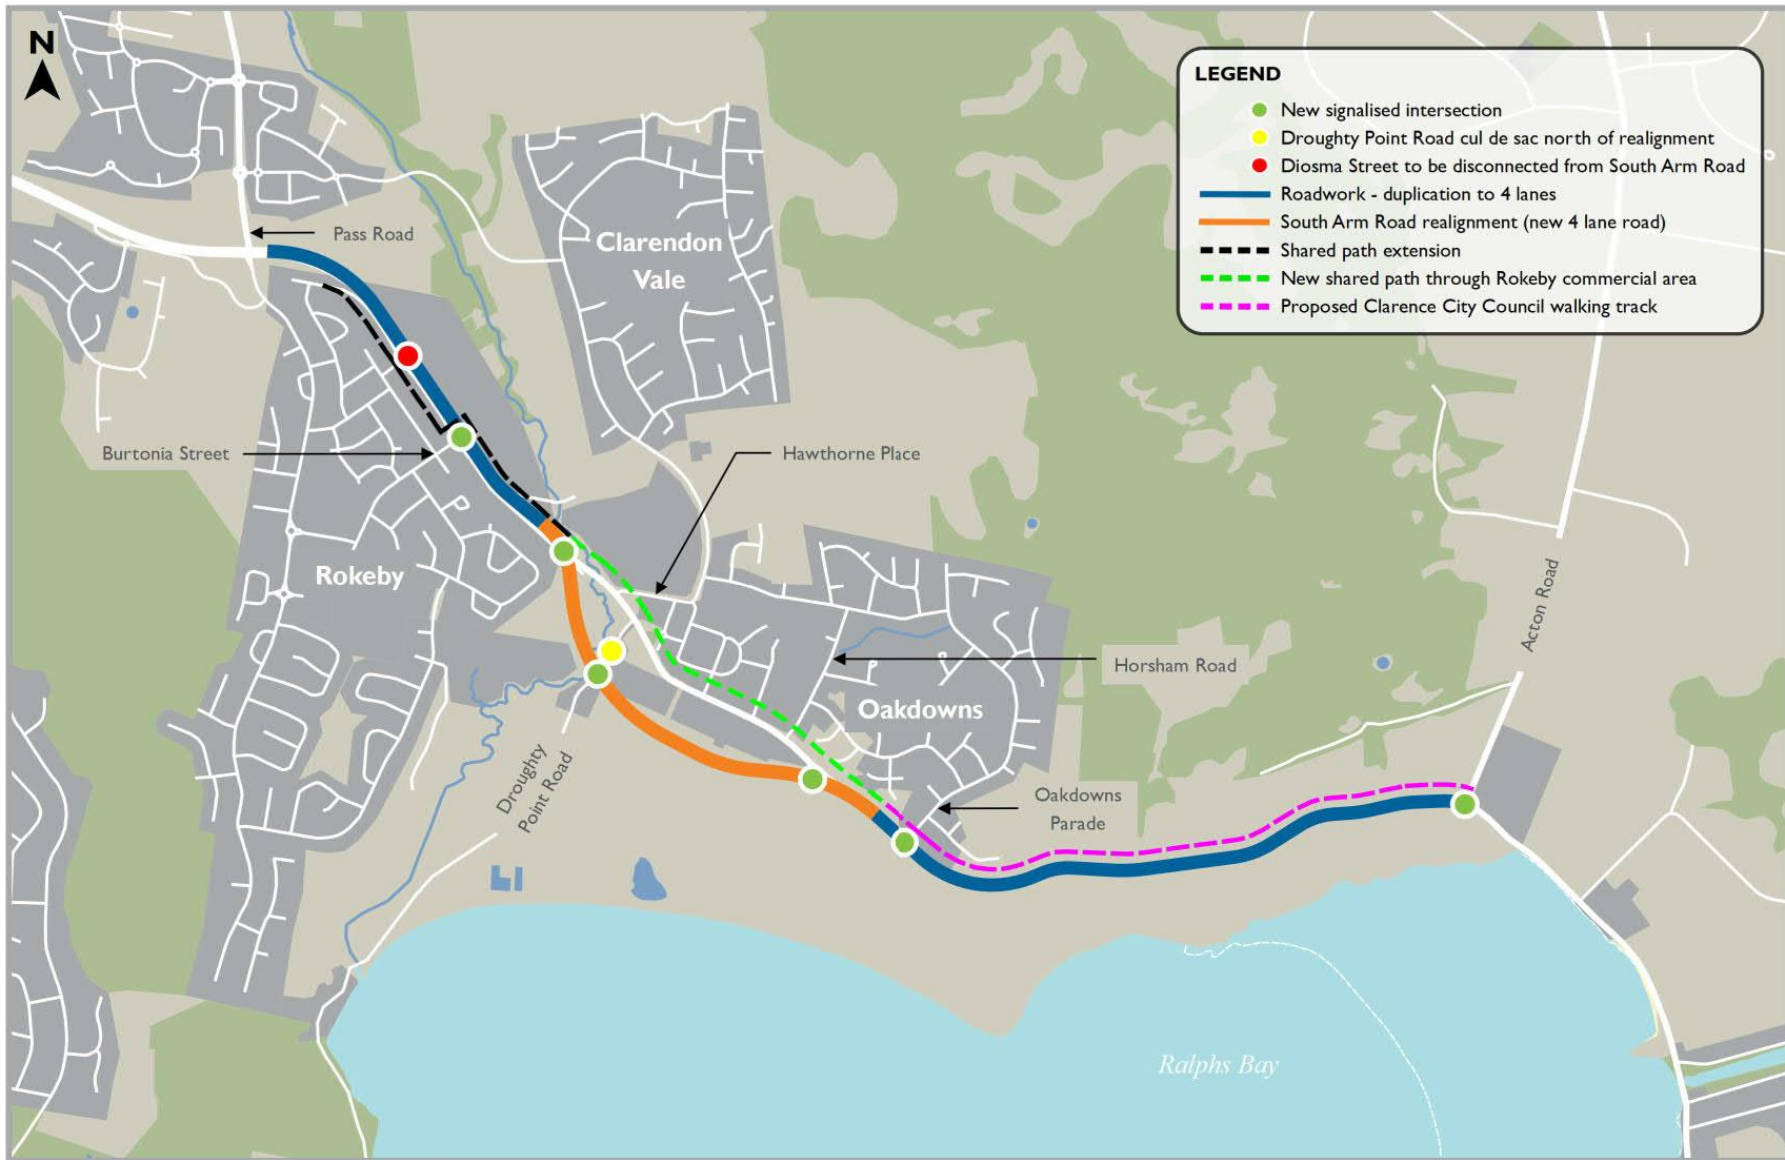 N
LEGEND
New signalised intersection
Droughty Point Road cul de sac north of realignment
Diosma Street to be disconnected from South Arm Road
Roadwork - duplication to 4 lanes
South Arm Road realignment (new 4 lane road)
Shared path extension
New shared path through Rokeby commercial area
Proposed Clarence City Council walking track
Pass Road
Clarendon
Vale
Burtonia Street
Hawthorne Place
Rokeby
Acton Road
Horsham Road
Oakdowns
Droughty
Point Road
Oakdowns
Parade
Ralphs Bay